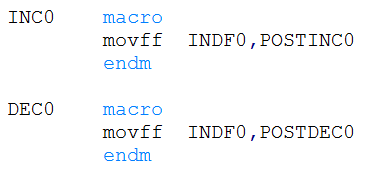 INC0 macro
movff INDF0,POSTINC0
endm
DEC0 macro
movff INDF0,POSTDEC0
endm